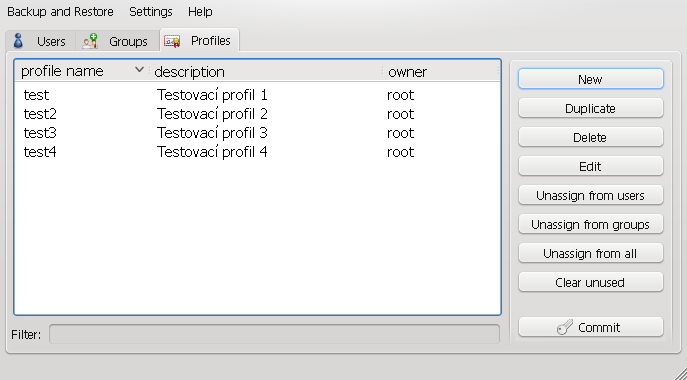 Backup and Restore Settings Help
Users Groups Profiles
profile name description owner
test Testovací profil 1 root
test2 Testovací profil 2 root
test3 Testovací profil 3 root
test4 Testovací profil 4 root
New
Duplicate
Delete
Edit
Unassign from users
Unassign from groups
Unassign from all
Clear unused
Filter:
Commit